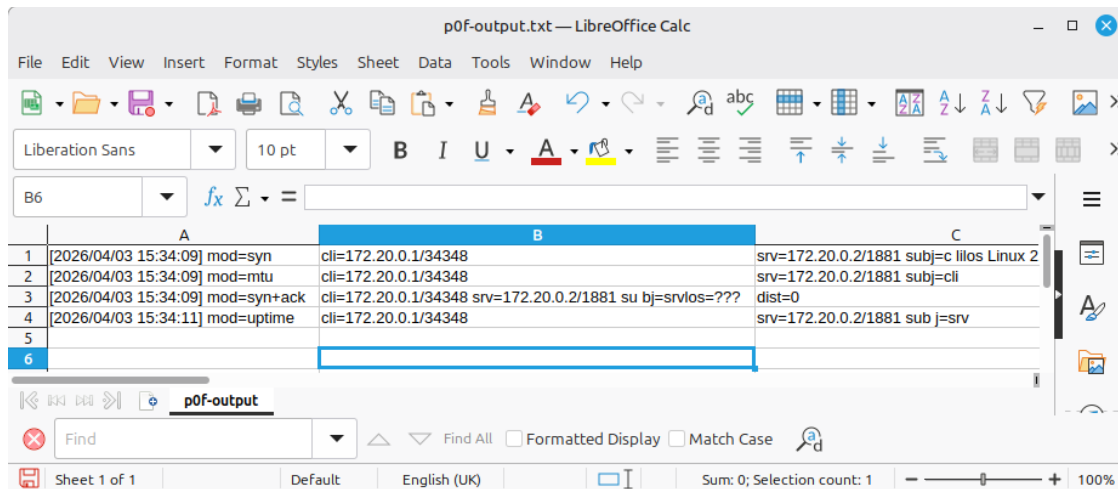 p0f-output.txt — LibreOffice Calc
File Edit View Insert Format Styles Sheet Data Tools Window Help
Liberation Sans 10 pt B I U A
B6 fx Σ =
A B C
1 [2026/04/03 15:34:09] mod=syn cli=172.20.0.1/34348 srv=172.20.0.2/1881 subj=c lilos Linux 2
2 [2026/04/03 15:34:09] mod=mtu cli=172.20.0.1/34348 srv=172.20.0.2/1881 subj=cli
3 [2026/04/03 15:34:09] mod=syn+ack cli=172.20.0.1/34348 srv=172.20.0.2/1881 su bj=srvlos=??? dist=0
4 [2026/04/03 15:34:11] mod=uptime cli=172.20.0.1/34348 srv=172.20.0.2/1881 sub j=srv
5
6
p0f-output
Find Find All Formatted Display Match Case
Sheet 1 of 1 Default English (UK) Sum: 0; Selection count: 1 100%